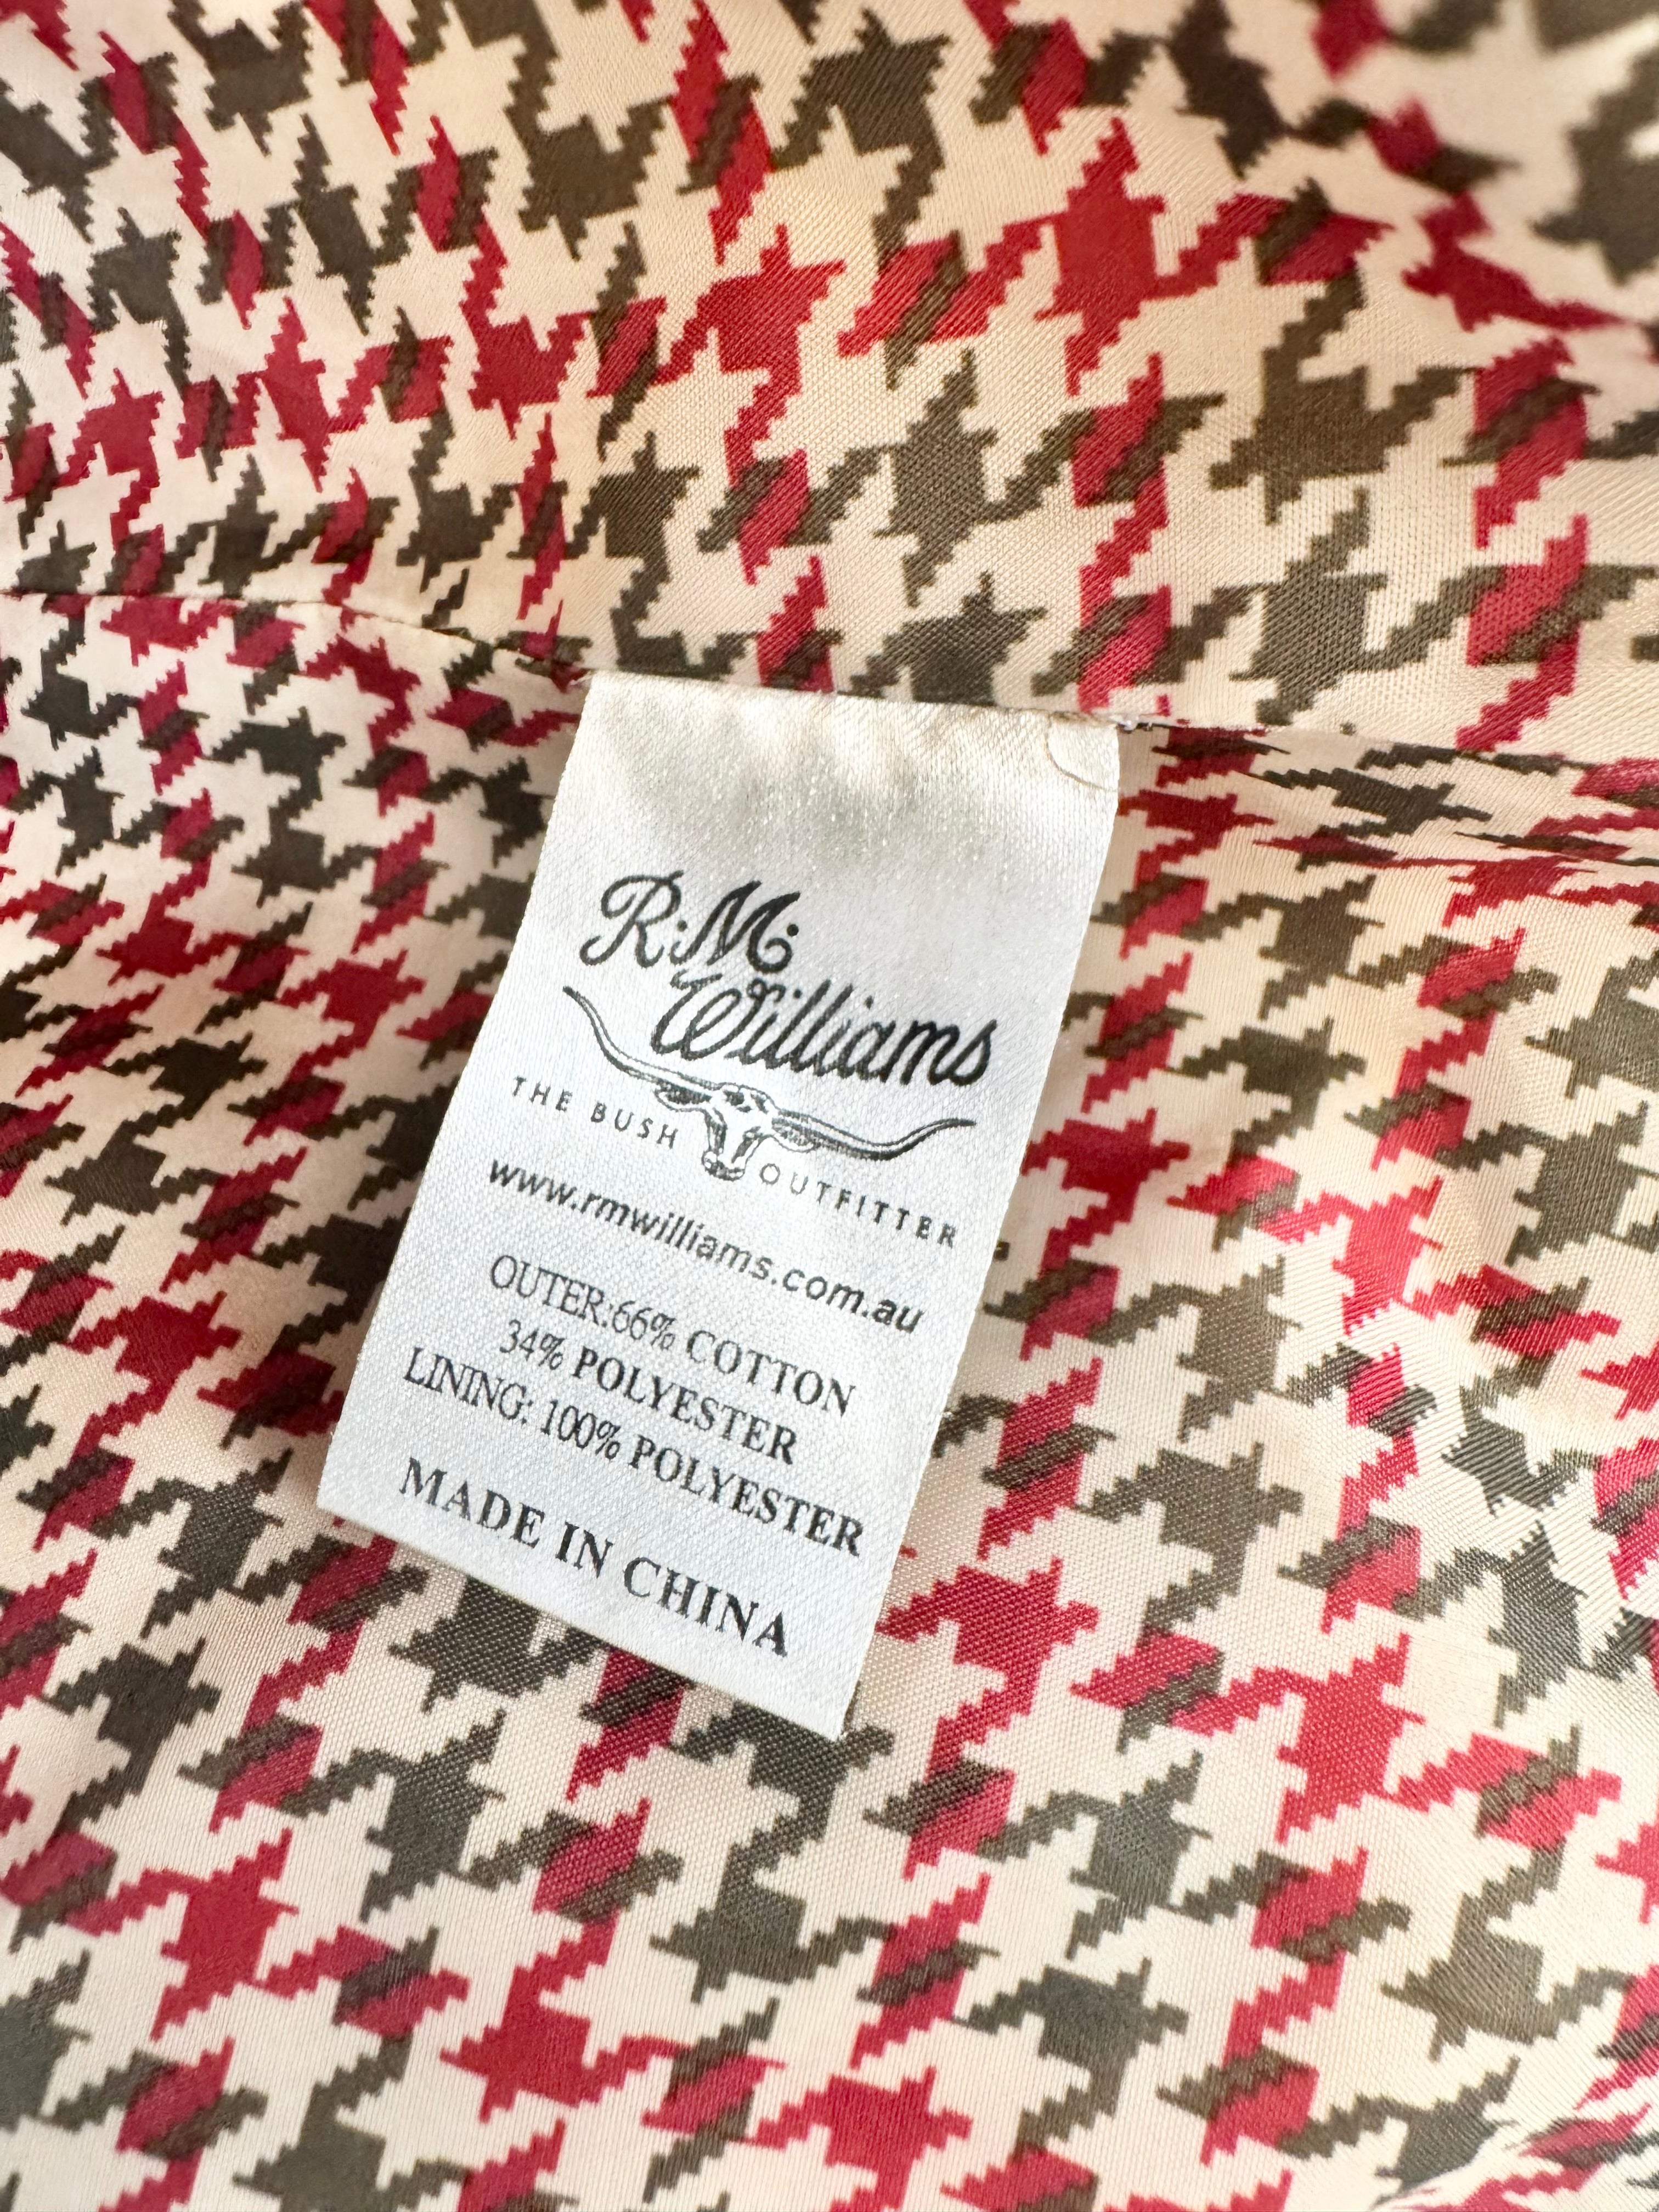 R.M.
Williams
THE BUSH OUTFITTER
www.rmwilliams.com.au
OUTER:66% COTTON
34% POLYESTER
LINING: 100% POLYESTER
MADE IN CHINA